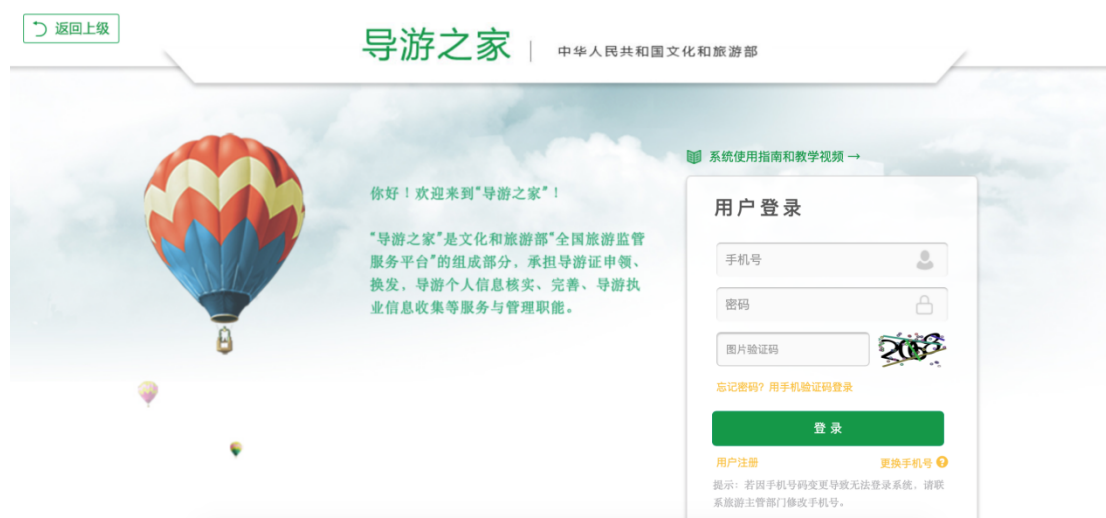 返回上级
导游之家 | 中华人民共和国文化和旅游部
系统使用指南和教学视频→
你好！欢迎来到"导游之家"！
"导游之家"是文化和旅游部"全国旅游监管
服务平台"的组成部分，承担导游证申领、
换发，导游个人信息核实、完善、导游执
业信息收集等服务与管理职能。
用户登录
手机号
密码
图片验证码
忘记密码？用手机验证码登录
登录
用户注册
更换手机号
提示：若因手机号码变更导致无法登录系统，请联
系旅游主管部门修改手机号。